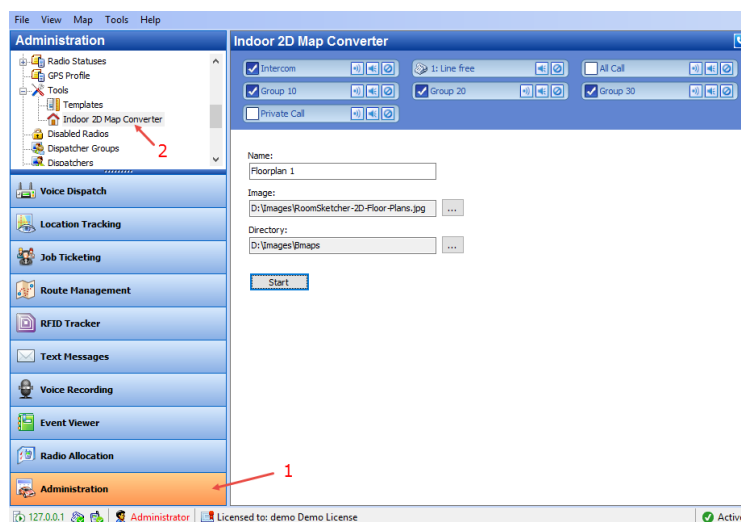 File View Map Tools Help
Administration
Radio Statuses
GPS Profile
Tools
Templates
Indoor 2D Map Converter
Disabled Radios
Dispatcher Groups
Dispatchers
2
Voice Dispatch
Location Tracking
Job Ticketing
Route Management
RFID Tracker
Text Messages
Voice Recording
Event Viewer
Radio Allocation
Administration
1
Indoor 2D Map Converter
Intercom
1: Line free
All Call
Group 10
Group 20
Group 30
Private Call
Name:
Floorplan 1
Image:
D:\Images\RoomSketcher-2D-Floor-Plans.jpg
...
Directory:
D:\Images\Bmaps
...
Start
127.0.0.1 Administrator Licensed to: demo Demo License Active